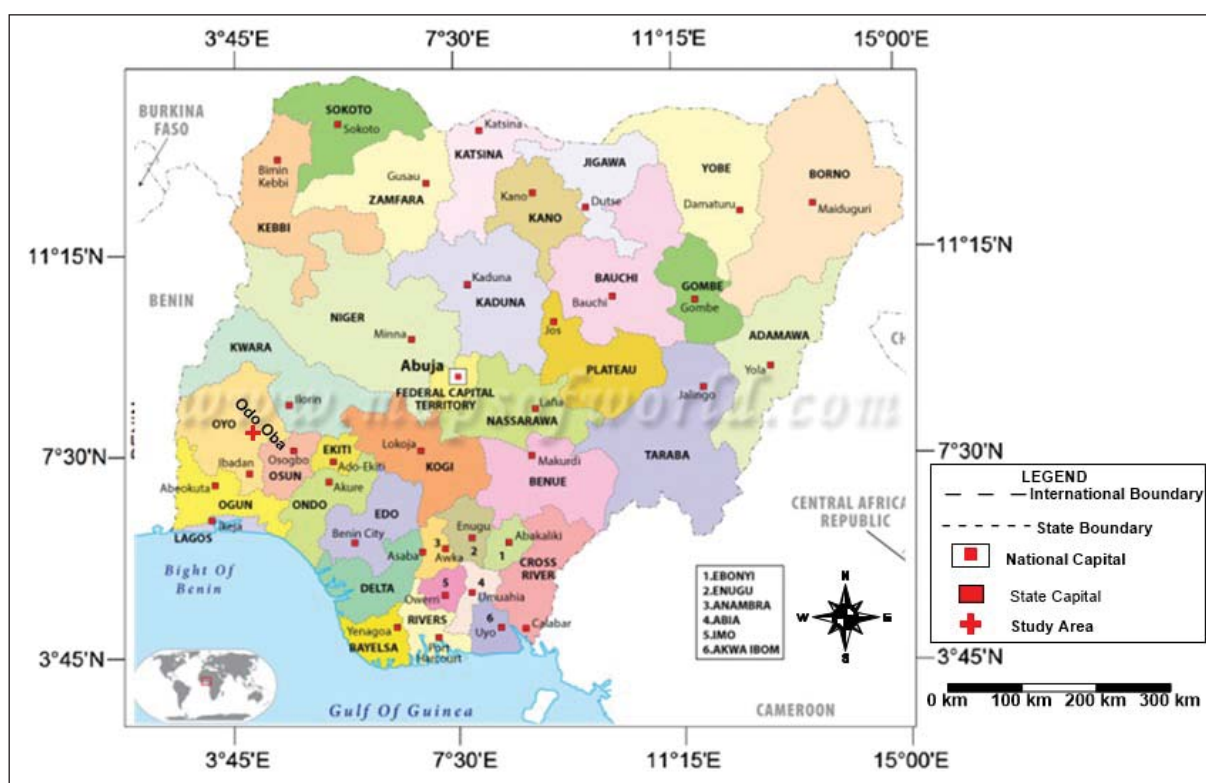 3°45'E 7°30'E 11°15'E 15°00'E
BURKINA
FASO
SOKOTO
Sokoto
Katsina
KATSINA
Bimin
Kebbi
Gusau
ZAMFARA
JIGAWA
YOBE
BORNO
Kano
KANO
Dutse
Damaturu
Maiduguri
KEBBI
11°15'N
11°15'N
BENIN
Kaduna
KADUNA
BAUCHI
Bauchi
GOMBE
Gombe
NIGER
Minna
Jos
ADAMAWA
KWARA
Abuja
PLATEAU
Yola
FEDERAL CAPITAL
TERRITORY
Jalingo
www.mapsofworld.com
Ilorin
Lafia
NASSARAWA
OYO
Odo Oba
Lokoja
EKITI
KOGI
Makurdi
TARABA
7°30'N
7°30'N
Osogbo
Ado-Ekiti
Ibadan
OSUN
BENUE
Abeokuta
Akure
OGUN
ONDO
EDO
CENTRAL AFRICA
REPUBLIC
Ikeja
LAGOS
Benin City
Enugu
Abakaliki
Asaba
3
Awka
2
1
CROSS
RIVER
Bight Of
Benin
DELTA
5
4
Owerri
Umuahia
6
Yenagoa
RIVERS
Uyo
Calabar
BAYELSA
Port
Harcourt
1.EBONYI
2.ENUGU
3.ANAMBRA
4.ABIA
5.IMO
6.AKWA IBOM
N
W E
S
3°45'N
3°45'N
Gulf Of Guinea
CAMEROON
LEGEND
International Boundary
State Boundary
National Capital
State Capital
Study Area
0 km 100 km 200 km 300 km
3°45'E 7°30'E 11°15'E 15°00'E